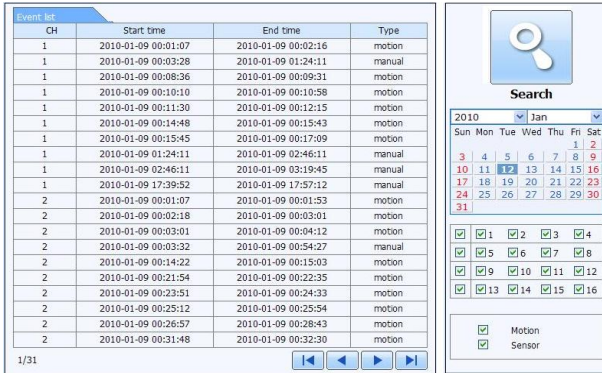 Event list
CH Start time End time Type
1 2010-01-09 00:01:07 2010-01-09 00:02:16 motion
1 2010-01-09 00:03:28 2010-01-09 01:24:11 manual
1 2010-01-09 00:08:36 2010-01-09 00:09:31 motion
1 2010-01-09 00:10:10 2010-01-09 00:10:58 motion
1 2010-01-09 00:11:30 2010-01-09 00:12:15 motion
1 2010-01-09 00:14:48 2010-01-09 00:15:43 motion
1 2010-01-09 00:15:45 2010-01-09 00:17:09 motion
1 2010-01-09 01:24:11 2010-01-09 02:46:11 manual
1 2010-01-09 02:46:11 2010-01-09 03:19:45 manual
1 2010-01-09 17:39:52 2010-01-09 17:57:12 manual
2 2010-01-09 00:01:07 2010-01-09 00:01:53 motion
2 2010-01-09 00:02:18 2010-01-09 00:03:01 motion
2 2010-01-09 00:03:01 2010-01-09 00:04:12 motion
2 2010-01-09 00:03:32 2010-01-09 00:54:27 manual
2 2010-01-09 00:14:22 2010-01-09 00:15:03 motion
2 2010-01-09 00:21:54 2010-01-09 00:22:35 motion
2 2010-01-09 00:23:51 2010-01-09 00:24:33 motion
2 2010-01-09 00:25:12 2010-01-09 00:25:54 motion
2 2010-01-09 00:26:57 2010-01-09 00:28:43 motion
2 2010-01-09 00:31:48 2010-01-09 00:32:30 motion
1/31
Search
2010 Jan
Sun Mon Tue Wed Thu Fri Sat
1 2
3 4 5 6 7 8 9
10 11 12 13 14 15 16
17 18 19 20 21 22 23
24 25 26 27 28 29 30
31
1 2 3 4
5 6 7 8
9 10 11 12
13 14 15 16
Motion
Sensor